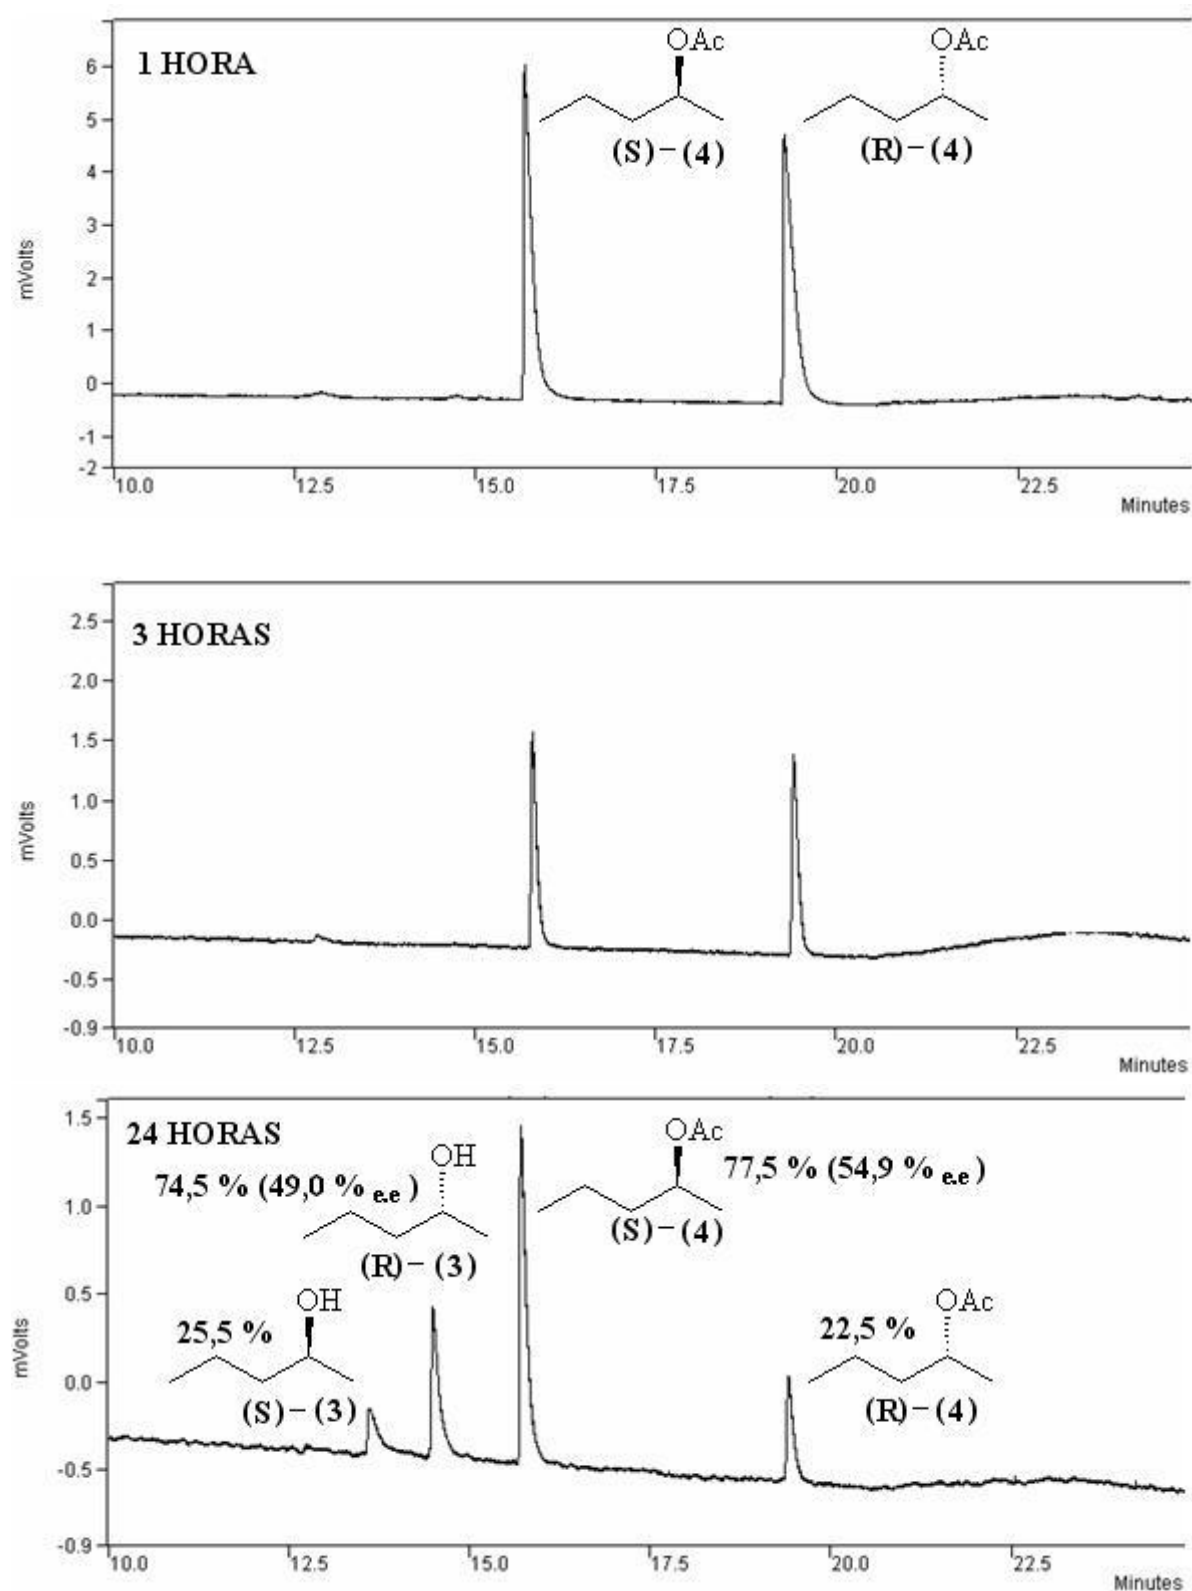 1 HORA
OAc
OAc
(S)-(4)
(R)-(4)
6
5
4
3
2
1
0
-1
-2
mVolts
10.0 12.5 15.0 17.5 20.0 22.5
Minutes
3 HORAS
2.5
2.0
1.5
1.0
0.5
0.0
-0.5
-0.9
mVolts
10.0 12.5 15.0 17.5 20.0 22.5
Minutes
24 HORAS
74,5 % (49,0 % e.e )
OH
(R)-(3)
OAc
77,5 % (54,9 % e.e )
(S)-(4)
25,5 %
OH
(S)-(3)
22,5 %
OAc
(R)-(4)
1.5
1.0
0.5
0.0
-0.5
-0.9
mVolts
10.0 12.5 15.0 17.5 20.0 22.5
Minutes